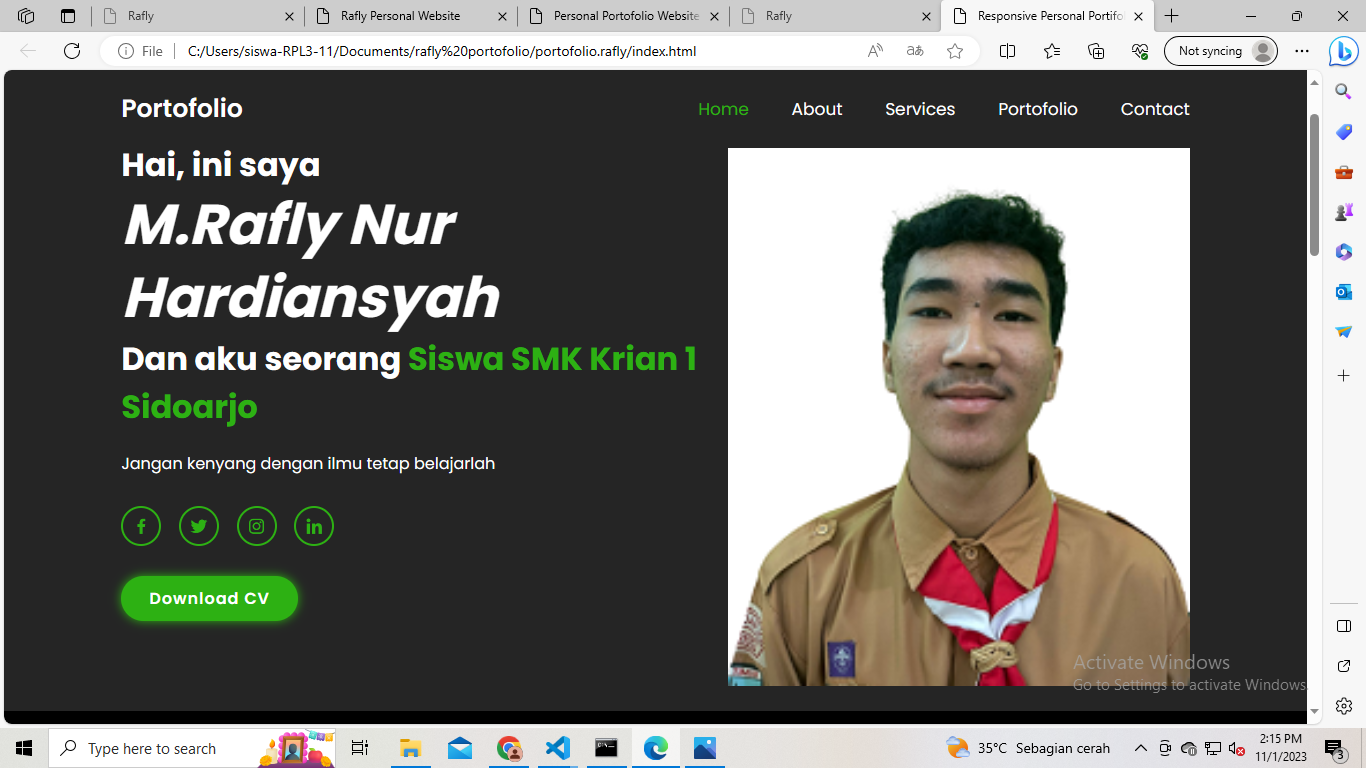 Rafly
Rafly Personal Website
Personal Portofolio Website
Rafly
Responsive Personal Portifol
File
C:/Users/siswa-RPL3-11/Documents/rafly%20portofolio/portofolio.rafly/index.html
Not syncing
Portofolio
Home
About
Services
Portofolio
Contact
Hai, ini saya
M.Rafly Nur
Hardiansyah
Dan aku seorang Siswa SMK Krian 1
Sidoarjo
Jangan kenyang dengan ilmu tetap belajarlah
Download CV
Activate Windows
Go to Settings to activate Windows.
Type here to search
35°C Sebagian cerah
2:15 PM
11/1/2023
3